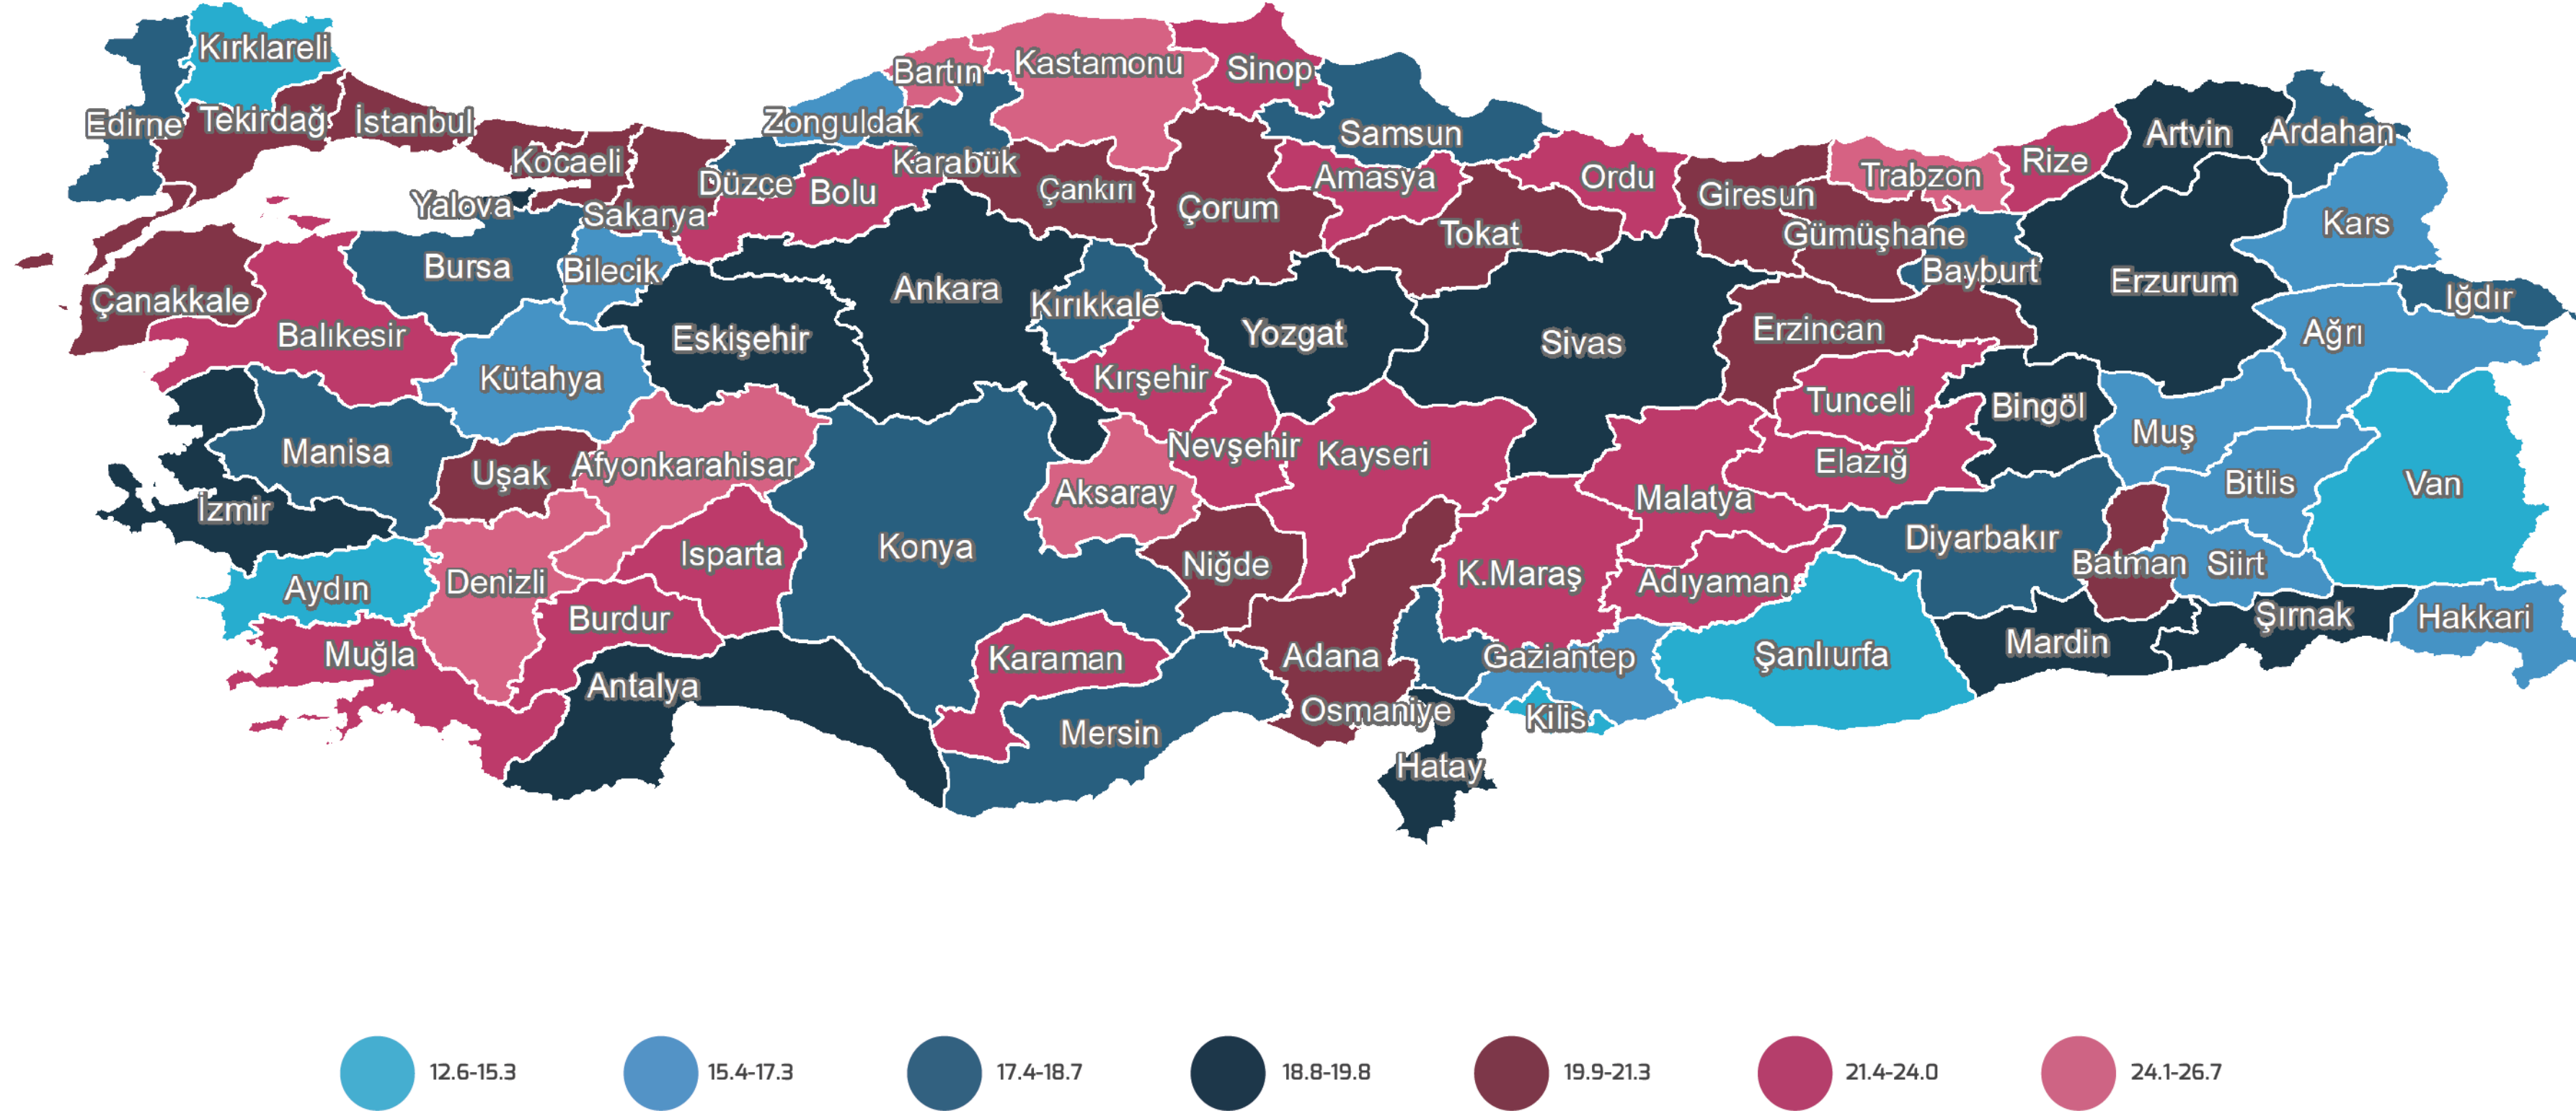 Kırklareli
Edirne
Tekirdağ
İstanbul
Kocaeli
Yalova
Sakarya
Düzce
Bolu
Zonguldak
Bartın
Karabük
Kastamonu
Sinop
Çankırı
Çorum
Samsun
Amasya
Tokat
Ordu
Giresun
Gümüşhane
Trabzon
Rize
Bayburt
Artvin
Ardahan
Kars
Iğdır
Ağrı
Erzurum
Erzincan
Çanakkale
Balıkesir
Bursa
Bilecik
Kütahya
Eskişehir
Ankara
Kırıkkale
Kırşehir
Yozgat
Sivas
Tunceli
Bingöl
Muş
Elazığ
Malatya
Kayseri
Nevşehir
Aksaray
Niğde
Konya
Afyonkarahisar
Uşak
Manisa
İzmir
Aydın
Denizli
Isparta
Burdur
Muğla
Antalya
Karaman
Mersin
Adana
Osmaniye
Hatay
Kilis
Gaziantep
K.Maraş
Adıyaman
Şanlıurfa
Diyarbakır
Batman
Siirt
Bitlis
Van
Mardin
Şırnak
Hakkari
12.6-15.3
15.4-17.3
17.4-18.7
18.8-19.8
19.9-21.3
21.4-24.0
24.1-26.7